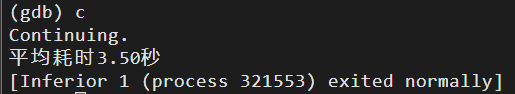 (gdb) c
Continuing.
平均耗时3.50秒
[Inferior 1 (process 321553) exited normally]